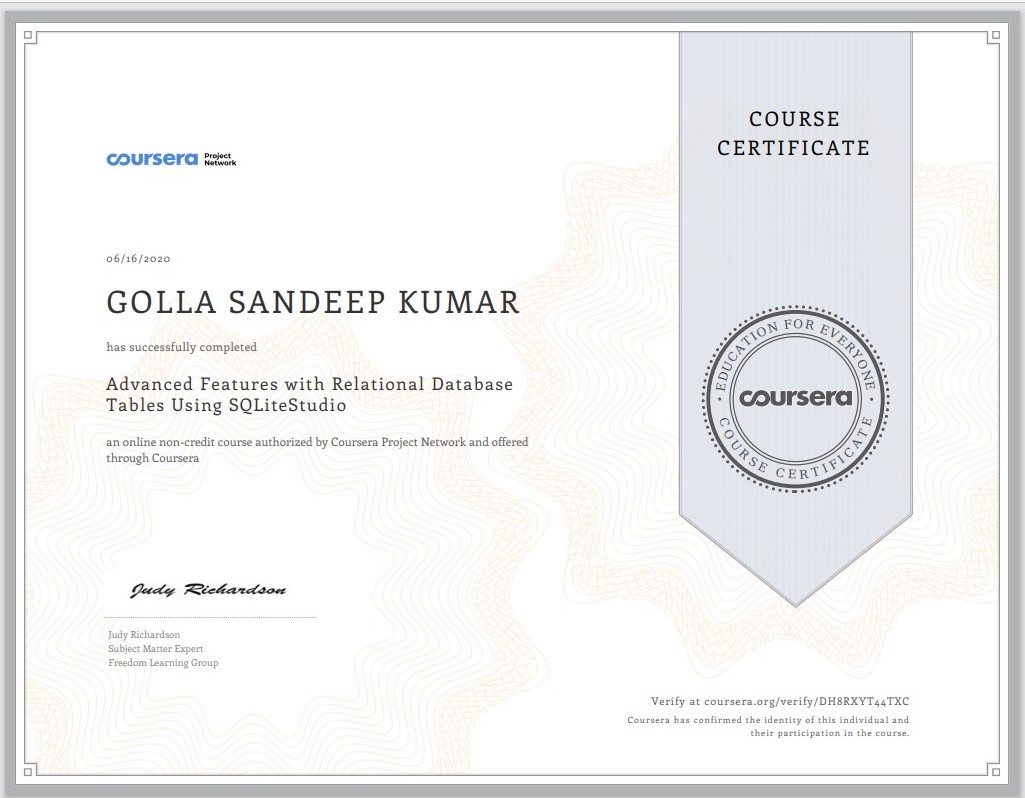 COURSE
CERTIFICATE
coursera Project
Network
06/16/2020
GOLLA SANDEEP KUMAR
has successfully completed
Advanced Features with Relational Database
Tables Using SQLiteStudio
an online non-credit course authorized by Coursera Project Network and offered
through Coursera
EDUCATION FOR EVERYONE
coursera
COURSE CERTIFICATE
Judy Richardson
Judy Richardson
Subject Matter Expert
Freedom Learning Group
Verify at coursera.org/verify/DH8RXYT44TXC
Coursera has confirmed the identity of this individual and
their participation in the course.